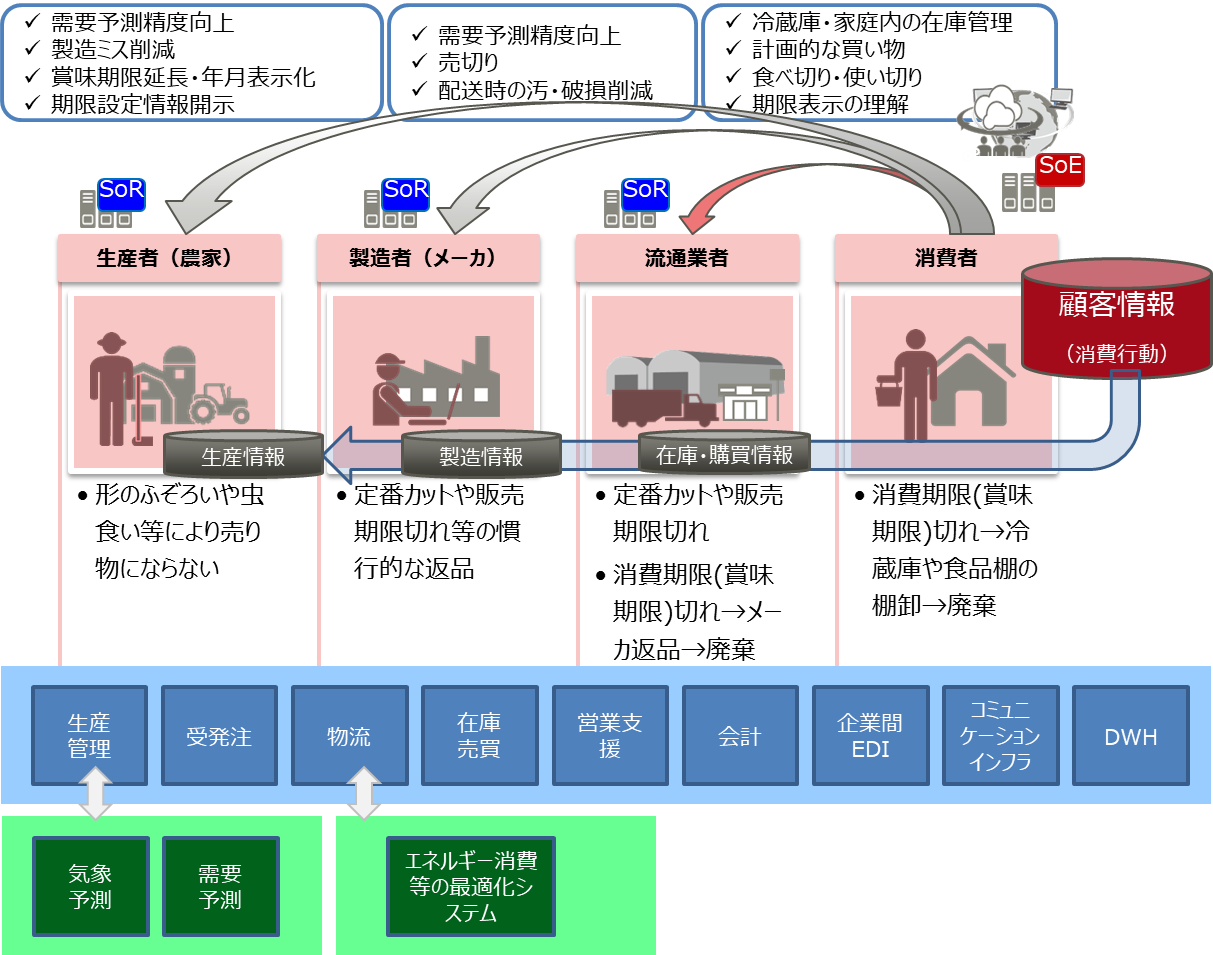 ✓ 需要予測精度向上
✓ 製造ミス削減
✓ 賞味期限延長・年月表示化
✓ 期限設定情報開示
✓ 需要予測精度向上
✓ 売切り
✓ 配送時の汚・破損削減
✓ 冷蔵庫・家庭内の在庫管理
✓ 計画的な買い物
✓ 食べ切り・使い切り
✓ 期限表示の理解
SoR
SoR
SoR
SoE
生産者（農家）
製造者（メーカ）
流通業者
消費者
顧客情報
（消費行動）
生産情報
製造情報
在庫・購買情報
• 形のふぞろいや虫
食い等により売り
物にならない
• 定番カットや販売
期限切れ等の慣
行的な返品
• 定番カットや販売
期限切れ
• 消費期限(賞味
期限)切れ→メー
カ返品→廃棄
• 消費期限(賞味
期限)切れ→冷
蔵庫や食品棚の
棚卸→廃棄
生産
管理
受発注
物流
在庫
売買
営業支
援
会計
企業間
EDI
コミュニ
ケーション
インフラ
DWH
気象
予測
需要
予測
エネルギー消費
等の最適化シ
ステム